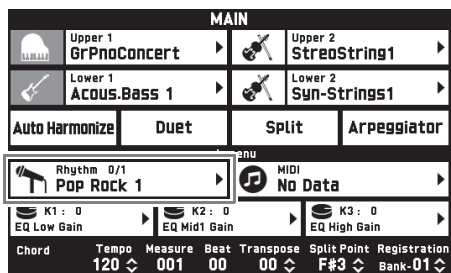 MAIN
Upper 1
GrPnoConcert
Upper 2
StreoString1
Lower 1
Acous.Bass 1
Lower 2
Syn-Strings1
Auto Harmonize Duet Split Arpeggiator
enu
Rhythm 0/1
Pop Rock 1
MIDI
No Data
K1 : 0
EQ Low Gain
K2 : 0
EQ Mid1 Gain
K3 : 0
EQ High Gain
Chord Tempo Measure Beat Transpose Split Point Registration
120 001 00 00 F#3 Bank-01